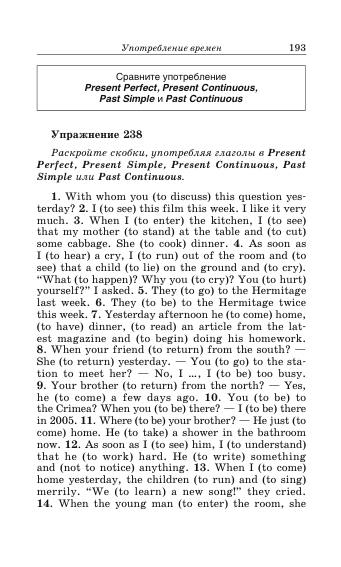 Употребление времен 193
Сравните употребление
Present Perfect, Present Continuous,
Past Simple и Past Continuous
Упражнение 238
Раскройте скобки, употребляя глаголы в Present
Perfect, Present Simple, Present Continuous, Past
Simple или Past Continuous.
1. With whom you (to discuss) this question yes-
terday? 2. I (to see) this film this week. I like it very
much. 3. When I (to enter) the kitchen, I (to see)
that my mother (to stand) at the table and (to cut)
some cabbage. She (to cook) dinner. 4. As soon as
I (to hear) a cry, I (to run) out of the room and (to
see) that a child (to lie) on the ground and (to cry).
“What (to happen)? Why you (to cry)? You (to hurt)
yourself?” I asked. 5. They (to go) to the Hermitage
last week. 6. They (to be) to the Hermitage twice
this week. 7. Yesterday afternoon he (to come) home,
(to have) dinner, (to read) an article from the lat-
est magazine and (to begin) doing his homework.
8. When your friend (to return) from the south? —
She (to return) yesterday. — You (to go) to the sta-
tion to meet her? — No, I ..., I (to be) too busy.
9. Your brother (to return) from the north? — Yes,
he (to come) a few days ago. 10. You (to be) to
the Crimea? When you (to be) there? — I (to be) there
in 2005. 11. Where (to be) your brother? — He just (to
come) home. He (to take) a shower in the bathroom
now. 12. As soon as I (to see) him, I (to understand)
that he (to work) hard. He (to write) something
and (not to notice) anything. 13. When I (to come)
home yesterday, the children (to run) and (to sing)
merrily. “We (to learn) a new song!” they cried.
14. When the young man (to enter) the room, she